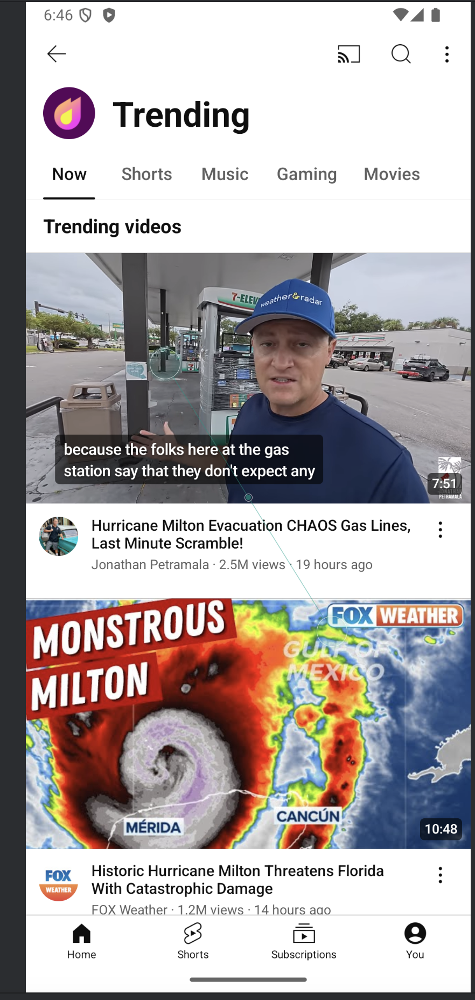 6:46
Trending
Now Shorts Music Gaming Movies
Trending videos
7-ELEV
weather&radar
because the folks here at the gas
station say that they don't expect any
7:51
JONATHAN
PETRAMALA
Hurricane Milton Evacuation CHAOS Gas Lines,
Last Minute Scramble!
Jonathan Petramala · 2.5M views · 19 hours ago
MONSTROUS
MILTON
FOX WEATHER
GULF OF
MEXICO
CANCÚN
MÉRIDA
10:48
FOX
WEATHER
Historic Hurricane Milton Threatens Florida
With Catastrophic Damage
FOX Weather · 1.2M views · 14 hours ago
Home Shorts Subscriptions You